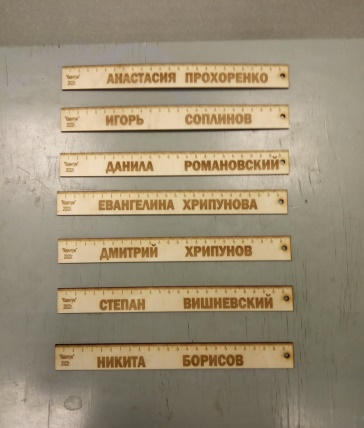 АНАСТАСИЯ ПРОХОРЕНКО
ИГОРЬ СОПЛИНОВ
ДАНИЛА РОМАНОВСКИЙ
ЕВАНГЕЛИНА ХРИПУНОВА
ДМИТРИЙ ХРИПУНОВ
СТЕПАН ВИШНЕВСКИЙ
НИКИТА БОРИСОВ